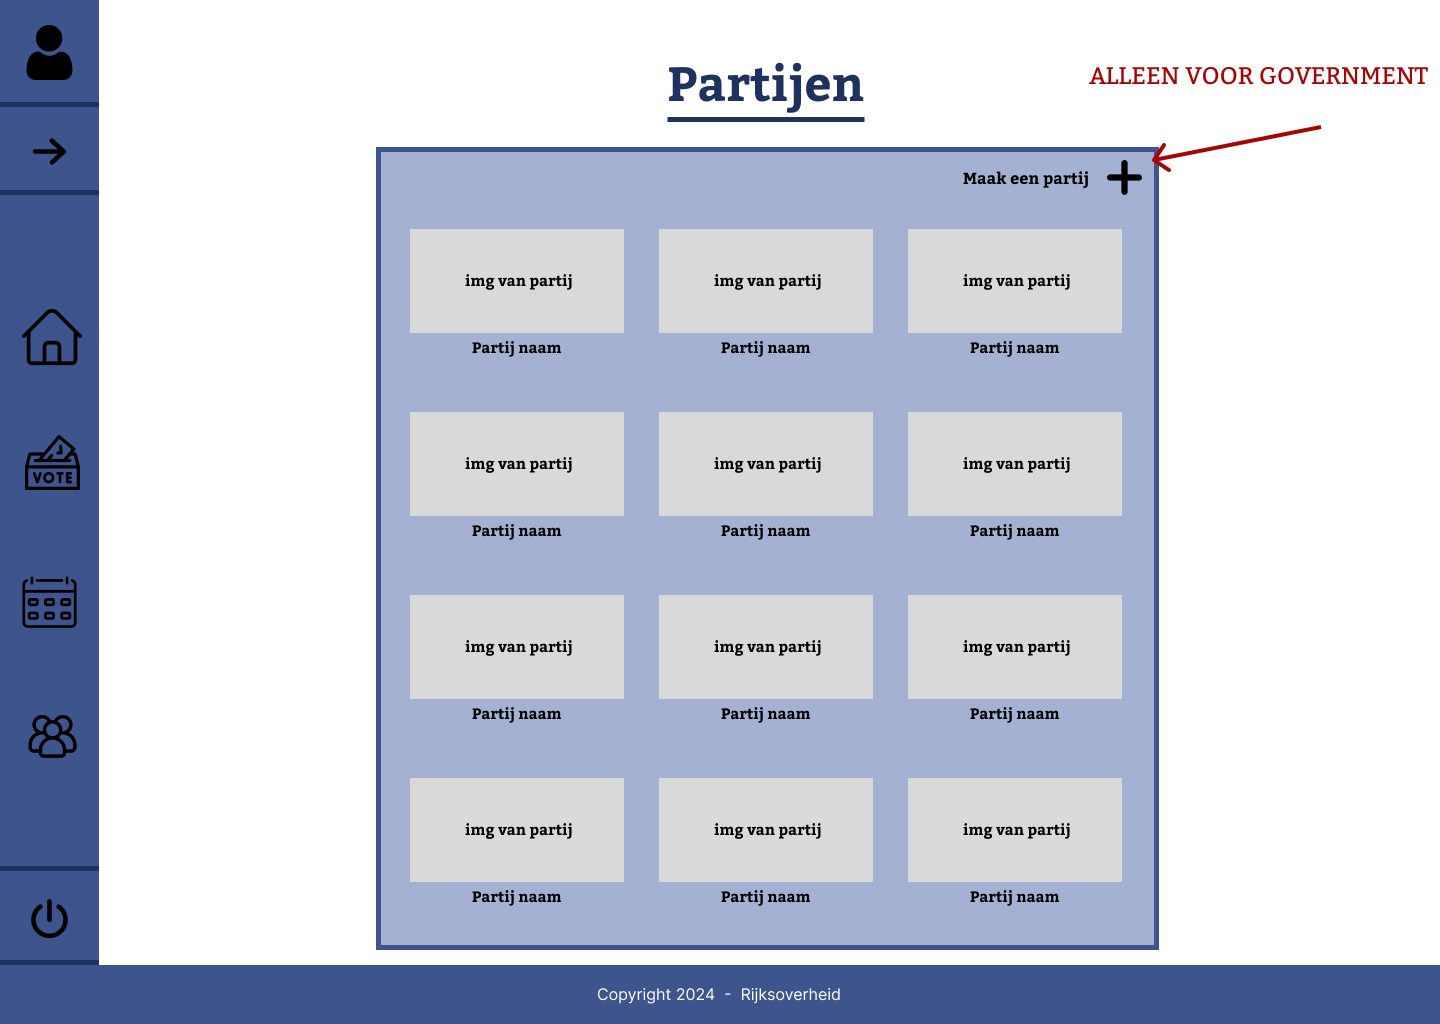 Partijen
ALLEEN VOOR GOVERNMENT
Maak een partij
img van partij img van partij img van partij
Partij naam Partij naam Partij naam
VOTE
img van partij img van partij img van partij
Partij naam Partij naam Partij naam
img van partij img van partij img van partij
Partij naam Partij naam Partij naam
img van partij img van partij img van partij
Partij naam Partij naam Partij naam
Copyright 2024 - Rijksoverheid